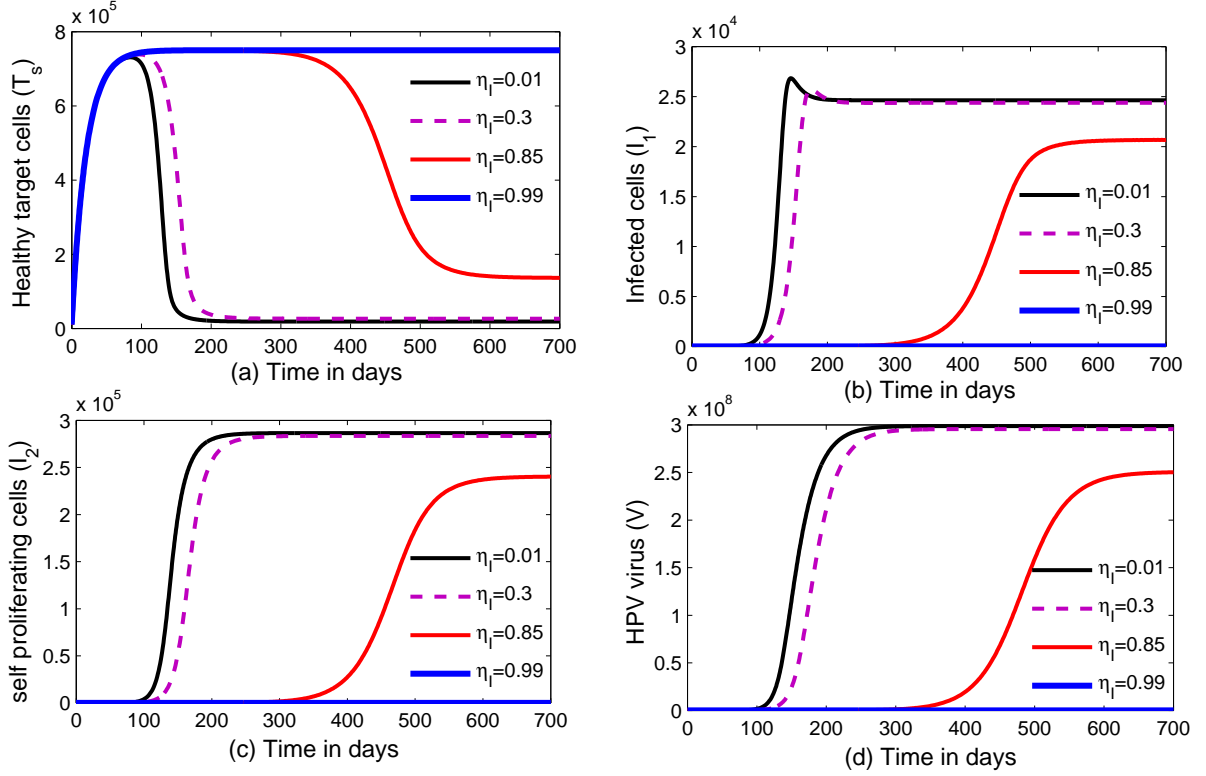 x 10^5
Healthy target cells (T_s)
8
6
4
2
0
0 100 200 300 400 500 600 700
(a) Time in days
η_I=0.01
η_I=0.3
η_I=0.85
η_I=0.99
x 10^4
Infected cells (I_1)
3
2.5
2
1.5
1
0.5
0
0 100 200 300 400 500 600 700
(b) Time in days
η_I=0.01
η_I=0.3
η_I=0.85
η_I=0.99
x 10^5
self proliferating cells (I_2)
3
2.5
2
1.5
1
0.5
0
0 100 200 300 400 500 600 700
(c) Time in days
η_I=0.01
η_I=0.3
η_I=0.85
η_I=0.99
x 10^8
HPV virus (V)
3
2.5
2
1.5
1
0.5
0
0 100 200 300 400 500 600 700
(d) Time in days
η_I=0.01
η_I=0.3
η_I=0.85
η_I=0.99